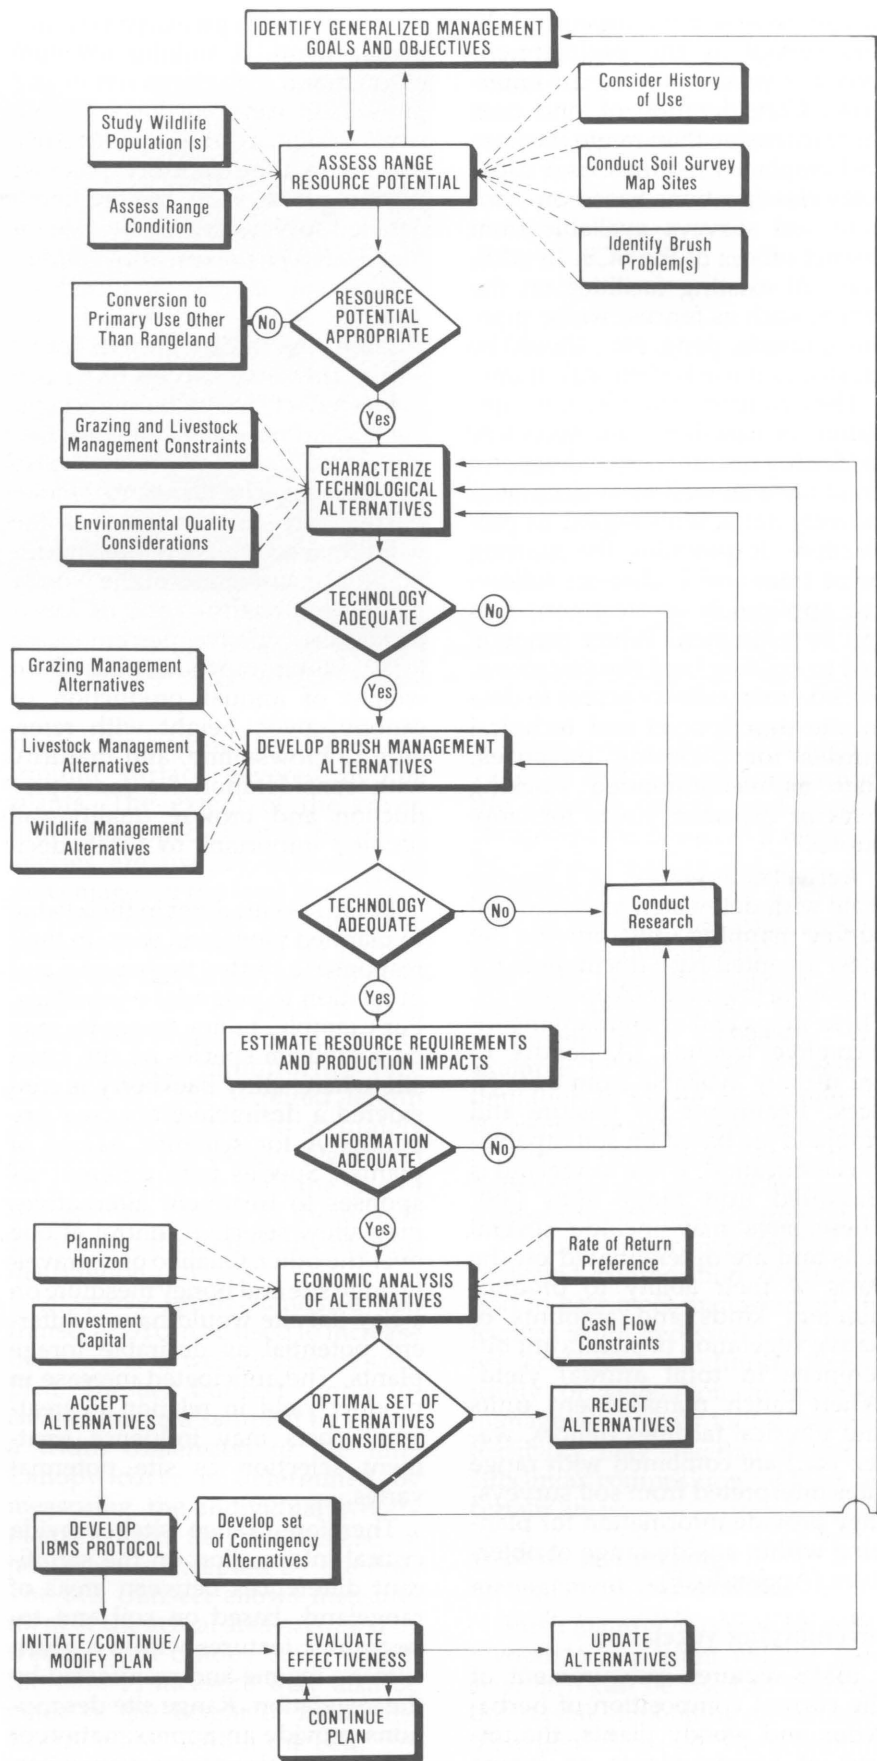 IDENTIFY GENERALIZED MANAGEMENT
GOALS AND OBJECTIVES
Consider History
of Use
Study Wildlife
Population (s)
ASSESS RANGE
RESOURCE POTENTIAL
Conduct Soil Survey
Map Sites
Assess Range
Condition
Identify Brush
Problem(s)
Conversion to
Primary Use Other
Than Rangeland
No
RESOURCE
POTENTIAL
APPROPRIATE
Yes
Grazing and Livestock
Management Constraints
CHARACTERIZE
TECHNOLOGICAL
ALTERNATIVES
Environmental Quality
Considerations
TECHNOLOGY
ADEQUATE
No
Yes
Grazing Management
Alternatives
Livestock Management
Alternatives
DEVELOP BRUSH MANAGEMENT
ALTERNATIVES
Wildlife Management
Alternatives
TECHNOLOGY
ADEQUATE
No
Conduct
Research
Yes
ESTIMATE RESOURCE REQUIREMENTS
AND PRODUCTION IMPACTS
INFORMATION
ADEQUATE
No
Yes
Planning
Horizon
Rate of Return
Preference
ECONOMIC ANALYSIS
OF ALTERNATIVES
Investment
Capital
Cash Flow
Constraints
ACCEPT
ALTERNATIVES
OPTIMAL SET OF
ALTERNATIVES
CONSIDERED
REJECT
ALTERNATIVES
DEVELOP
IBMS PROTOCOL
Develop set
of Contingency
Alternatives
INITIATE/CONTINUE/
MODIFY PLAN
EVALUATE
EFFECTIVENESS
UPDATE
ALTERNATIVES
CONTINUE
PLAN